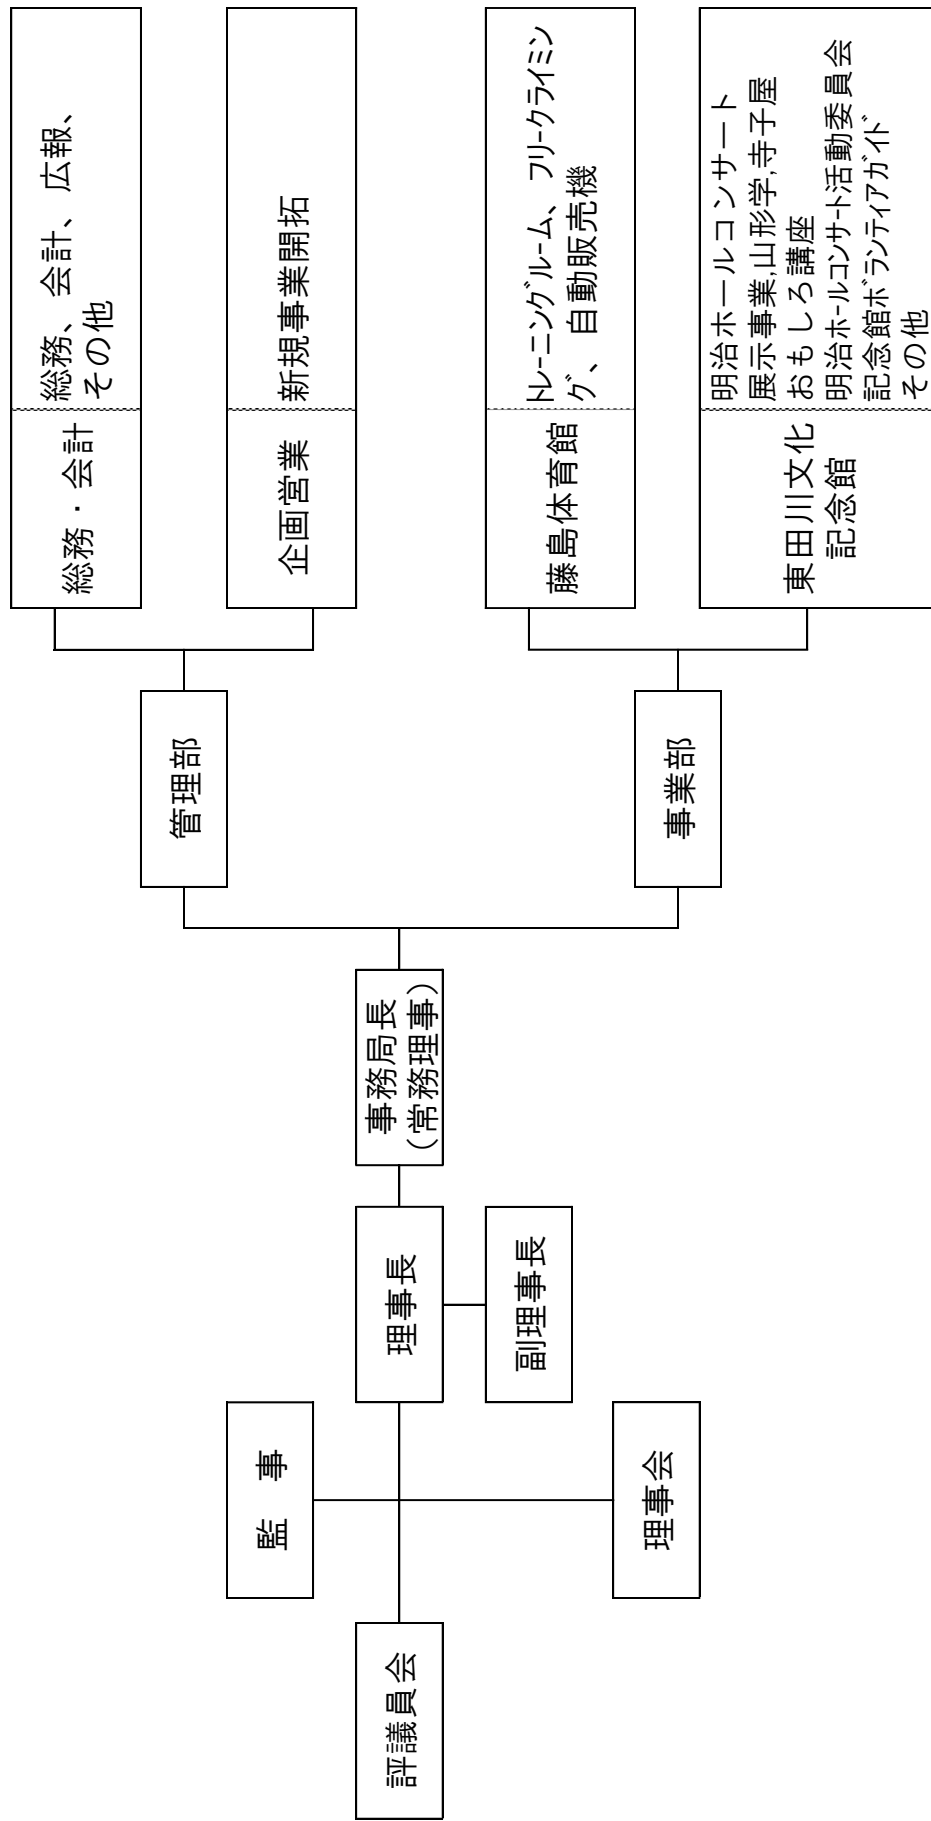 評議員会
監　事
理事会
理事長
副理事長
事務局長
（常務理事）
管理部
事業部
総務・会計
総務、会計、広報、
その他
企画営業
新規事業開拓
藤島体育館
ﾄﾚｰﾆﾝｸﾞﾙｰﾑ、ﾌﾘｰｸﾗｲﾐﾝ
ｸﾞ、自動販売機
東田川文化
記念館
明治ホールコンサート
展示事業,山形学,寺子屋
おもしろ講座
明治ﾎｰﾙｺﾝｻｰﾄ活動委員会
記念館ﾎﾞﾗﾝﾃｨｱｶﾞｲﾄﾞ
その他